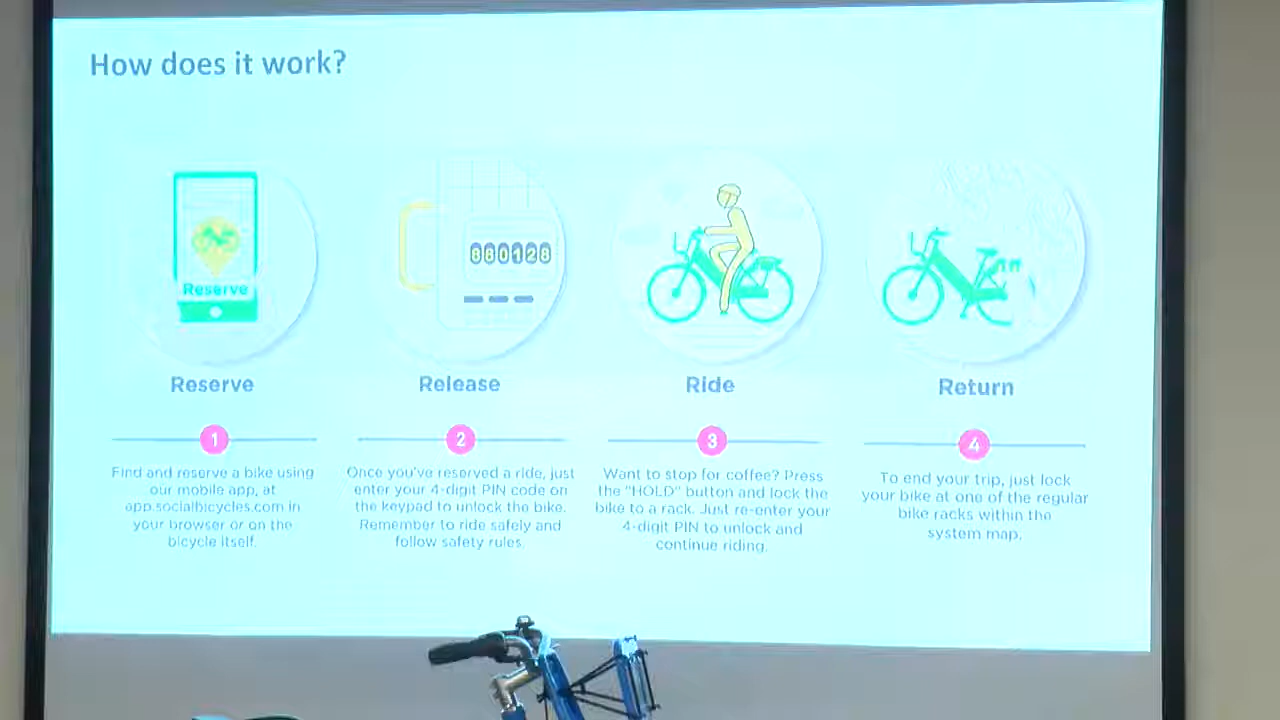 How does it work?
Reserve
Reserve
1
Find and reserve a bike using
our mobile app, at
app.socialbicycles.com in
your browser or on the
bicycle itself.
Release
2
Once you've reserved a ride, just
enter your 4-digit PIN code on
the keypad to unlock the bike.
Remember to ride safely and
follow safety rules.
Ride
3
Want to stop for coffee? Press
the "HOLD" button and lock the
bike to a rack. Just re-enter your
4-digit PIN to unlock and
continue riding.
Return
4
To end your trip, just lock
your bike at one of the regular
bike racks within the
system map.